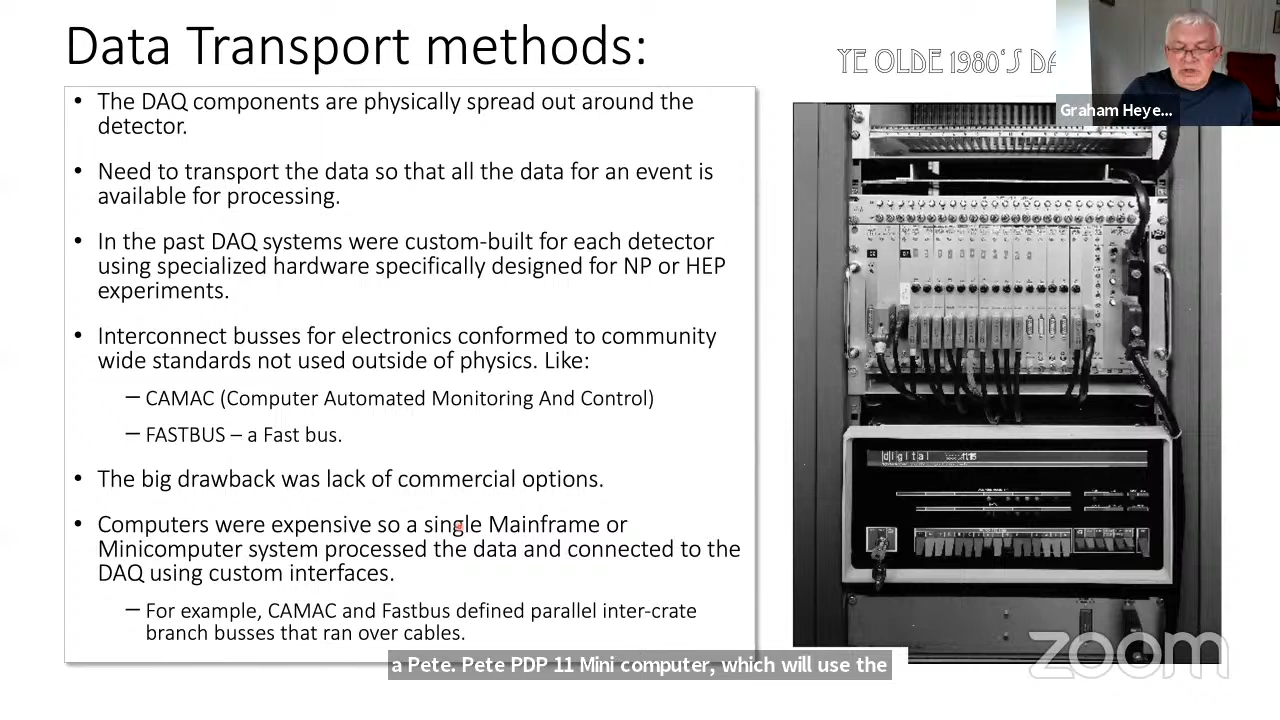 Data Transport methods:
YE OLDE 1980'S DA
Graham Heye...
• The DAQ components are physically spread out around the
detector.
• Need to transport the data so that all the data for an event is
available for processing.
• In the past DAQ systems were custom-built for each detector
using specialized hardware specifically designed for NP or HEP
experiments.
• Interconnect busses for electronics conformed to community
wide standards not used outside of physics. Like:
– CAMAC (Computer Automated Monitoring And Control)
– FASTBUS – a Fast bus.
• The big drawback was lack of commercial options.
• Computers were expensive so a single Mainframe or
Minicomputer system processed the data and connected to the
DAQ using custom interfaces.
– For example, CAMAC and Fastbus defined parallel inter-crate
branch busses that ran over cables.
digital
a Pete. Pete PDP 11 Mini computer, which will use the
zoom